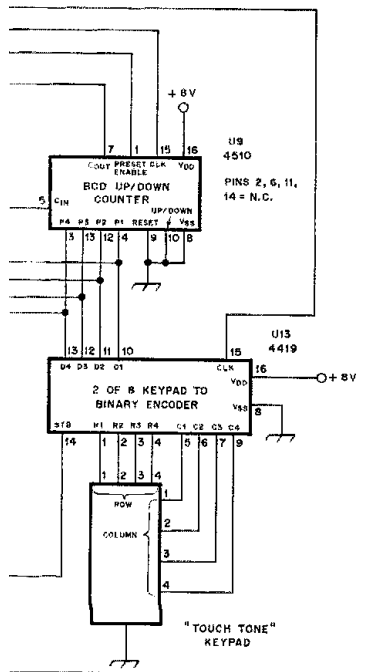 +8V
U9
4510
PINS 2, 6, 11,
14 = N.C.
7 1 15 16
COUT PRESET ENABLE CLK VDD
BCD UP/DOWN
COUNTER
5 CIN
UP/DOWN
P4 P3 P2 P1 RESET VSS
3 13 12 4 9 10 8
U13
4419
13 12 11 10 15
D4 D3 D2 D1 CLK
16
VDD
+8V
2 OF 8 KEYPAD TO
BINARY ENCODER
VSS
8
STB R1 R2 R3 R4 C1 C2 C3 C4
14 1 2 3 4 5 6 7 9
1 2 3 4
ROW
1
COLUMN
2
3
4
"TOUCH TONE"
KEYPAD